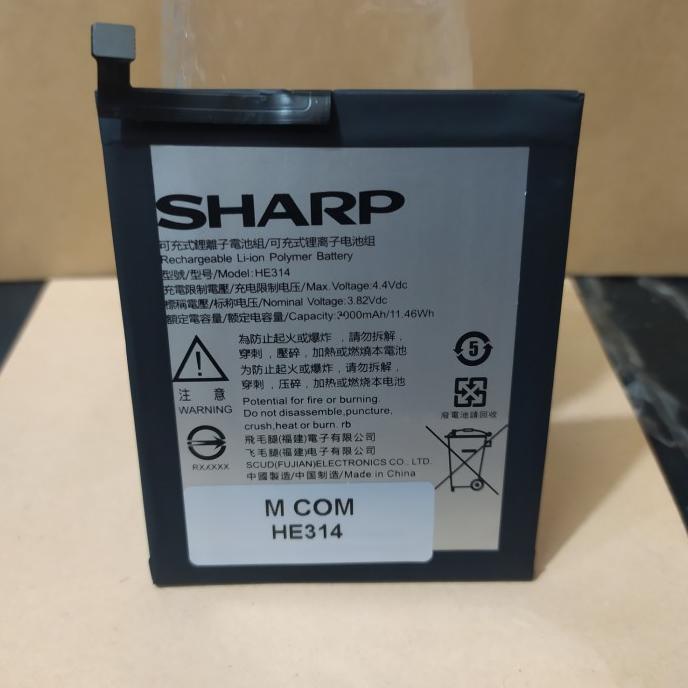 SHARP
可充式鋰離子電池組/可充式锂离子电池组
Rechargeable Li-ion Polymer Battery
型號/型号/Model:HE314
充電限制電壓/充电限制电压/Max.Voltage:4.4Vdc
標稱電壓/标称电压/Nominal Voltage:3.82Vdc
額定電容量/额定电容量/Capacity:3000mAh/11.46Wh
為防止起火或爆炸，請勿拆解，
穿刺，壓碎，加熱或燃燒本電池
为防止起火或爆炸，请勿拆解，
穿刺，压碎，加热或燃烧本电池
注 意
WARNING
Potential for fire or burning.
Do not disassemble,puncture,
crush,heat or burn. rb
5
廢電池請回收
RXXXXX
飛毛腿(福建)電子有限公司
飞毛腿(福建)电子有限公司
SCUD(FUJIAN)ELECTRONICS CO., LTD.
中國製造/中国制造/Made in China
M COM
HE314